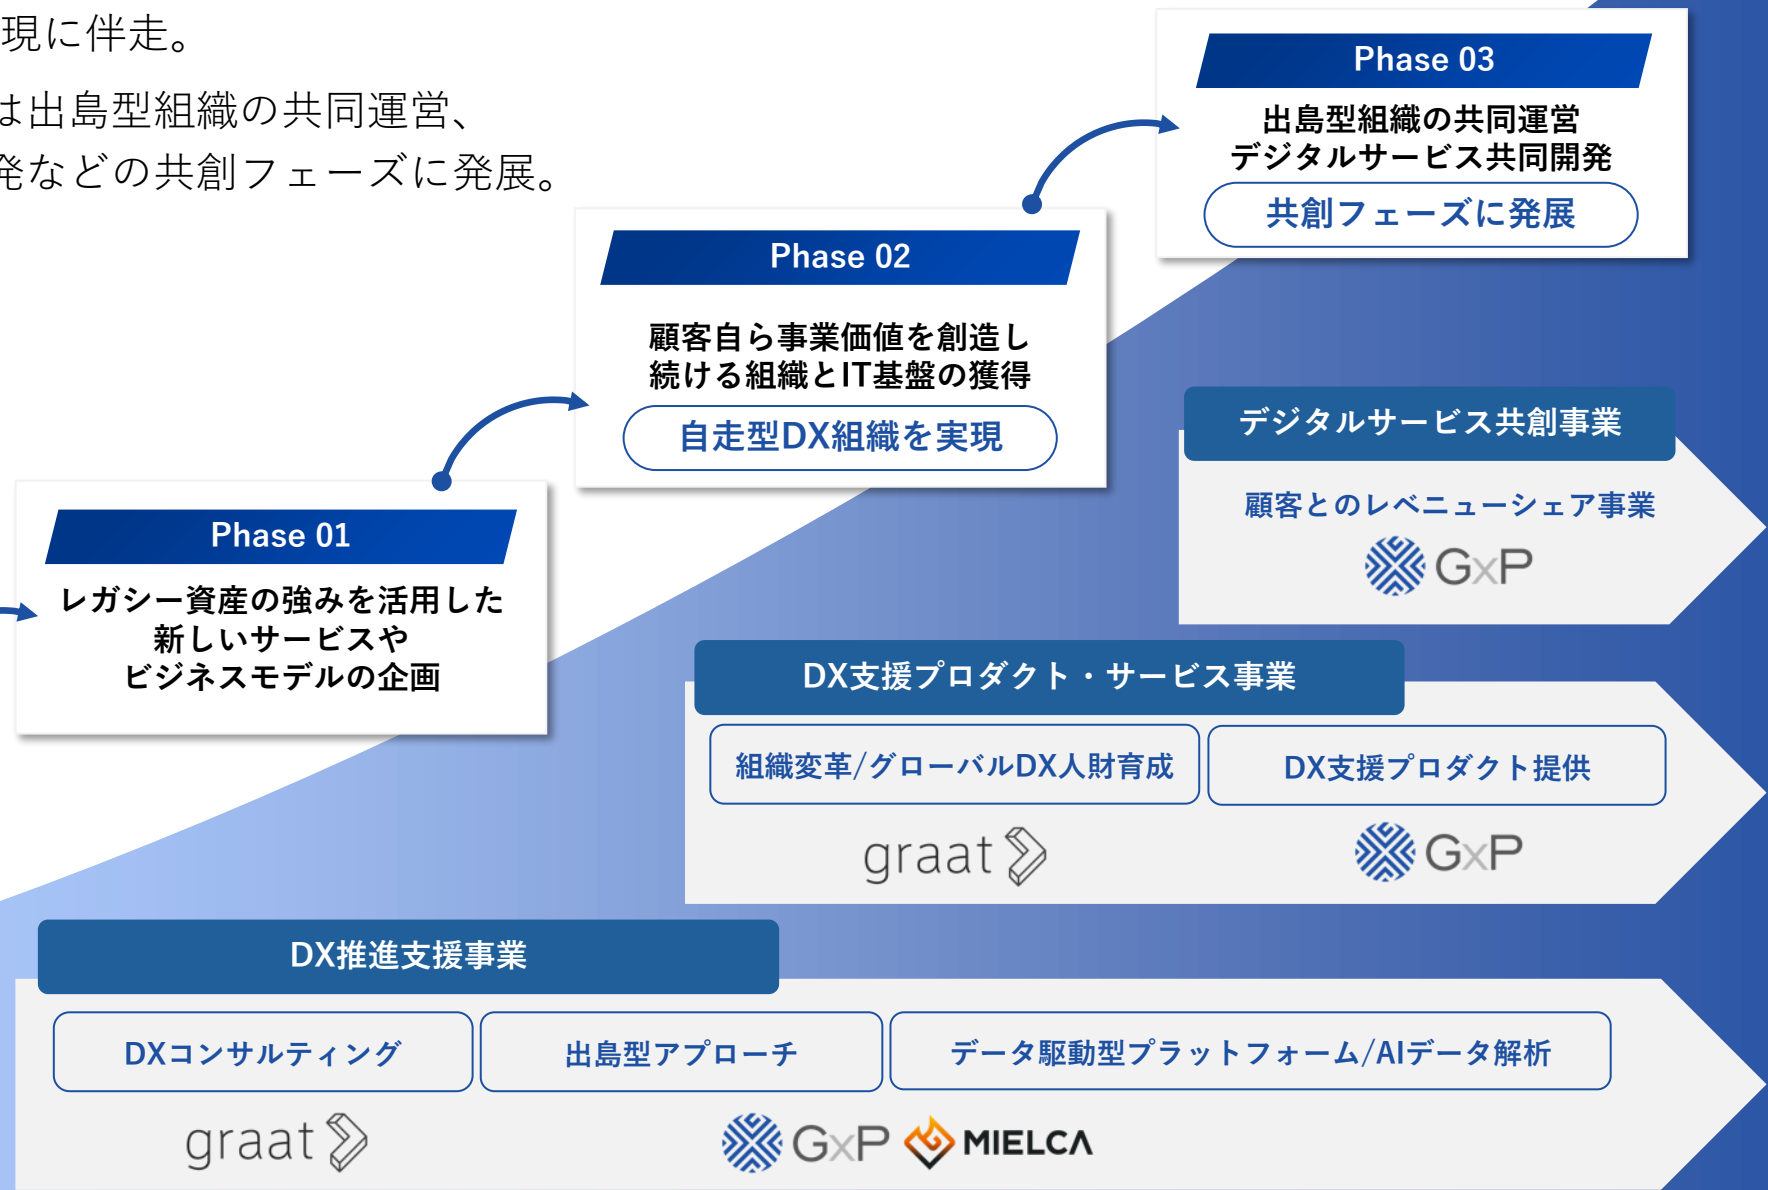 現に伴走。
は出島型組織の共同運営、
発などの共創フェーズに発展。
Phase 03
出島型組織の共同運営
デジタルサービス共同開発
共創フェーズに発展
Phase 02
顧客自ら事業価値を創造し
続ける組織とIT基盤の獲得
自走型DX組織を実現
Phase 01
レガシー資産の強みを活用した
新しいサービスや
ビジネスモデルの企画
デジタルサービス共創事業
顧客とのレベニューシェア事業
GxP
DX支援プロダクト・サービス事業
組織変革/グローバルDX人財育成
DX支援プロダクト提供
graat
GxP
DX推進支援事業
DXコンサルティング
出島型アプローチ
データ駆動型プラットフォーム/AIデータ解析
graat
GxP
MIELCA